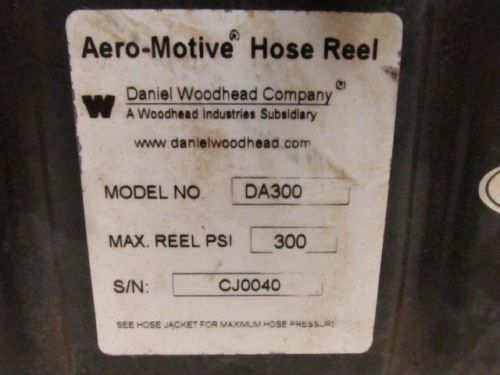 Aero-Motive® Hose Reel
W Daniel Woodhead Company®
A Woodhead Industries Subsidiary
www.danielwoodhead.com
MODEL NO. DA300
MAX. REEL PSI 300
S/N: CJ0040
SEE HOSE JACKET FOR MAXIMUM HOSE PRESSURE